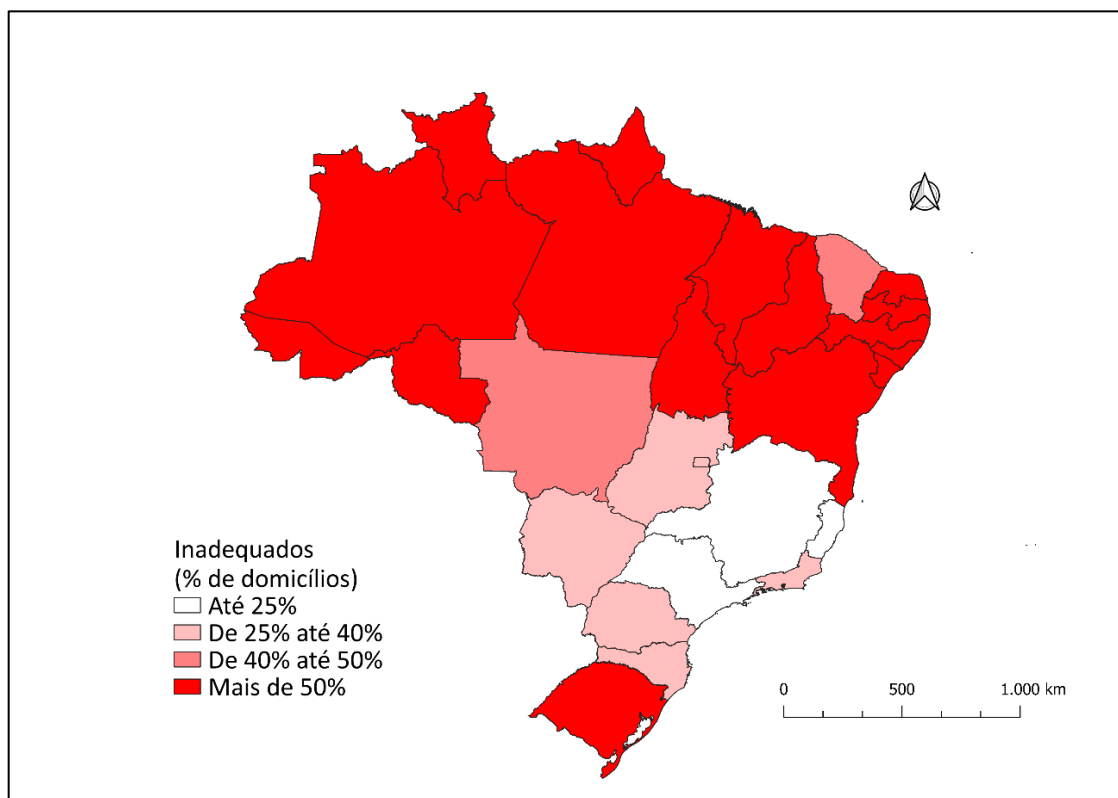 Inadequados
(% de domicílios)
Até 25%
De 25% até 40%
De 40% até 50%
Mais de 50%
0 500 1.000 km